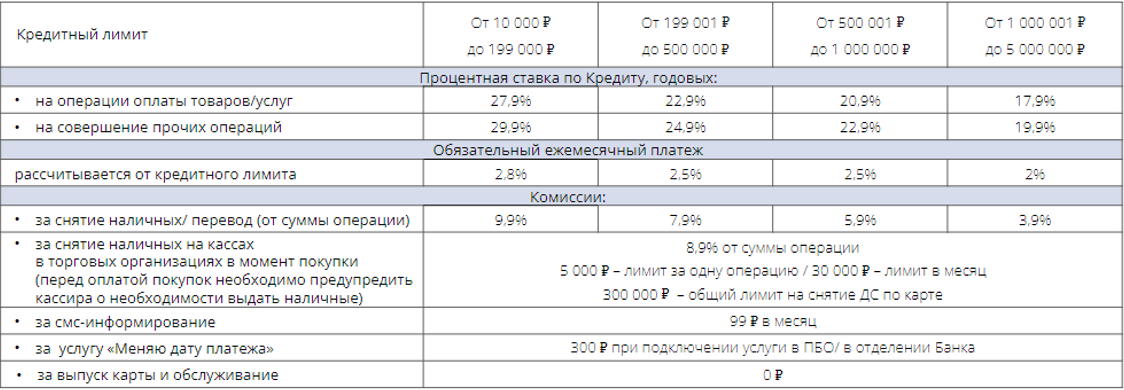 Кредитный лимит
От 10 000 ₽
до 199 000 ₽
От 199 001 ₽
до 500 000 ₽
От 500 001 ₽
до 1 000 000 ₽
От 1 000 001 ₽
до 5 000 000 ₽
Процентная ставка по Кредиту, годовых:
• на операции оплаты товаров/услуг 27,9% 22,9% 20,9% 17,9%
• на совершение прочих операций 29,9% 24,9% 22,9% 19,9%
Обязательный ежемесячный платеж
рассчитывается от кредитного лимита 2,8% 2,5% 2,5% 2%
Комиссии:
• за снятие наличных/ перевод (от суммы операции) 9,9% 7,9% 5,9% 3,9%
• за снятие наличных на кассах
в торговых организациях в момент покупки
(перед оплатой покупок необходимо предупредить
кассира о необходимости выдать наличные)
8,9% от суммы операции
5 000 ₽ – лимит за одну операцию / 30 000 ₽ – лимит в месяц
300 000 ₽ – общий лимит на снятие ДС по карте
• за смс-информирование 99 ₽ в месяц
• за услугу «Меняю дату платежа» 300 ₽ при подключении услуги в ПБО/ в отделении Банка
• за выпуск карты и обслуживание 0 ₽